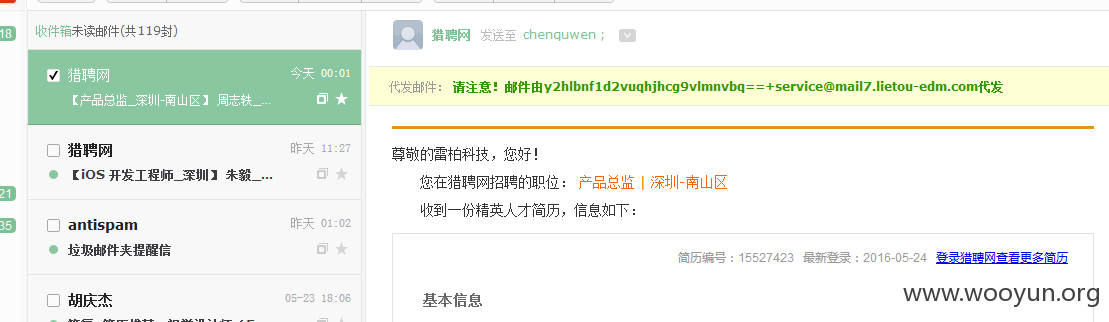 18
21
35
收件箱未读邮件(共119封)
猎聘网
今天 00:01
【产品总监_深圳-南山区】 周志轶_...
猎聘网
昨天 11:27
【iOS 开发工程师_深圳】 朱毅_...
antispam
昨天 01:02
垃圾邮件夹提醒信
胡庆杰
05-23 18:06
猎聘网 发送至 chenquwen；
代发邮件： 请注意！邮件由y2hlbnf1d2vuqhjhcg9vlmnvbq==+service@mail7.lietou-edm.com代发
尊敬的雷柏科技，您好！
您在猎聘网招聘的职位： 产品总监 | 深圳-南山区
收到一份精英人才简历，信息如下：
简历编号：15527423 最新登录：2016-05-24 登录猎聘网查看更多简历
基本信息
www.wooyun.org